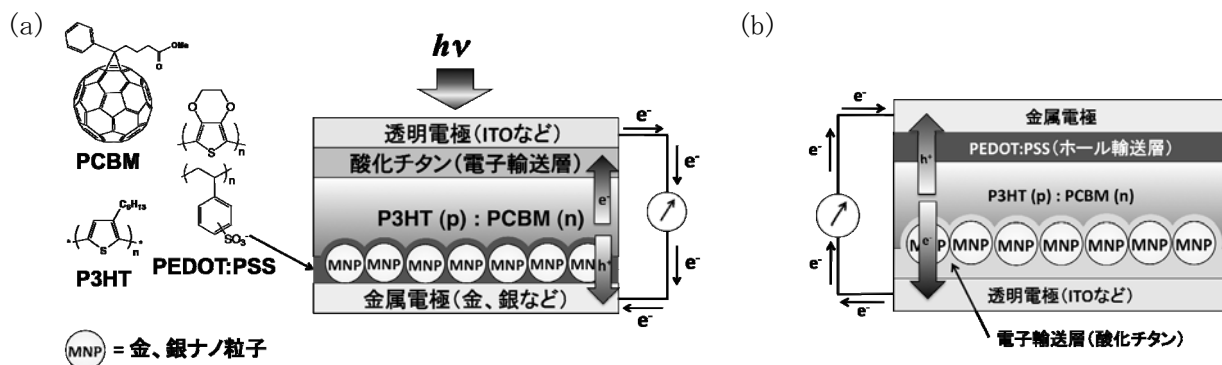 (a)
OMe
O
PCBM
O
O
S
n
n
C6H13
S
n
SO3-
P3HT
PEDOT:PSS
MNP = 金、銀ナノ粒子
hν
透明電極(ITOなど)
酸化チタン(電子輸送層)
e-
P3HT (p) : PCBM (n)
MNP MNP MNP MNP MNP MNP MNP
h+
金属電極(金、銀など)
e-
e-
e-
e-
e-
(b)
e-
e-
e-
e-
e-
金属電極
h+
PEDOT:PSS(ホール輸送層)
P3HT (p) : PCBM (n)
MNP MNP MNP MNP MNP MNP MNP
e-
透明電極(ITOなど)
電子輸送層(酸化チタン)